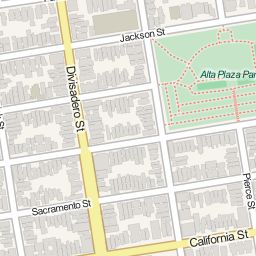 Jackson St
Alta Plaza Par
Divisadero St
Pierce St
Sacramento St
California St